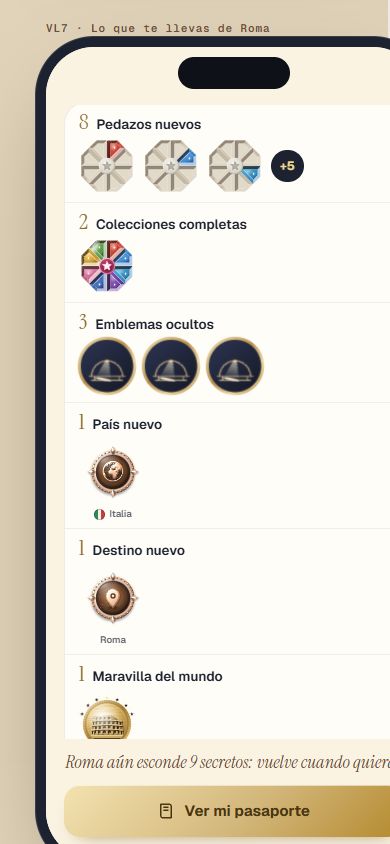 VL7 · Lo que te llevas de Roma
8 Pedazos nuevos
+5
2 Colecciones completas
3 Emblemas ocultos
1 País nuevo
Italia
1 Destino nuevo
Roma
1 Maravilla del mundo
Roma aún esconde 9 secretos: vuelve cuando quier
Ver mi pasaporte